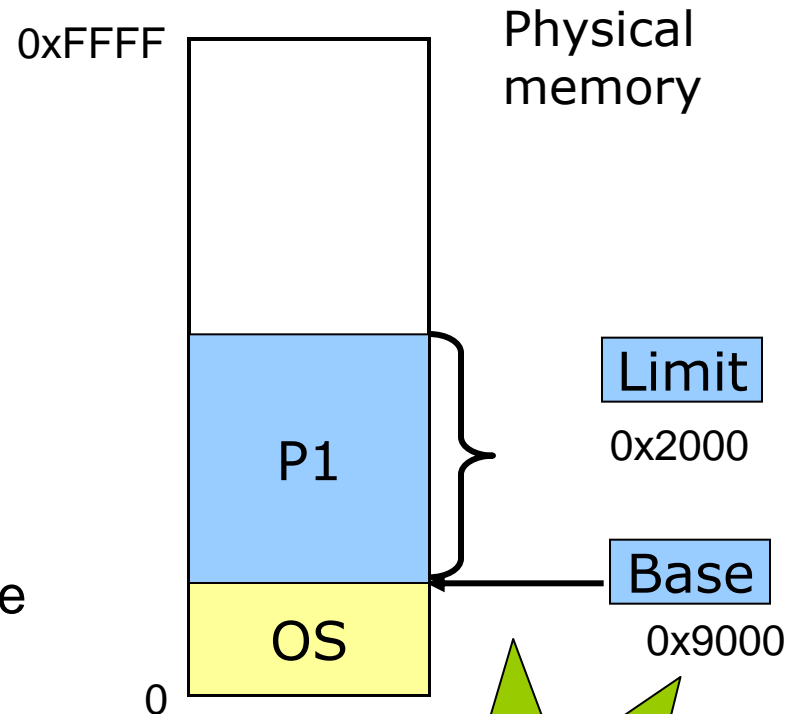 0xFFFF
Physical
memory
Limit
0x2000
P1
Base
0x9000
e
OS
0